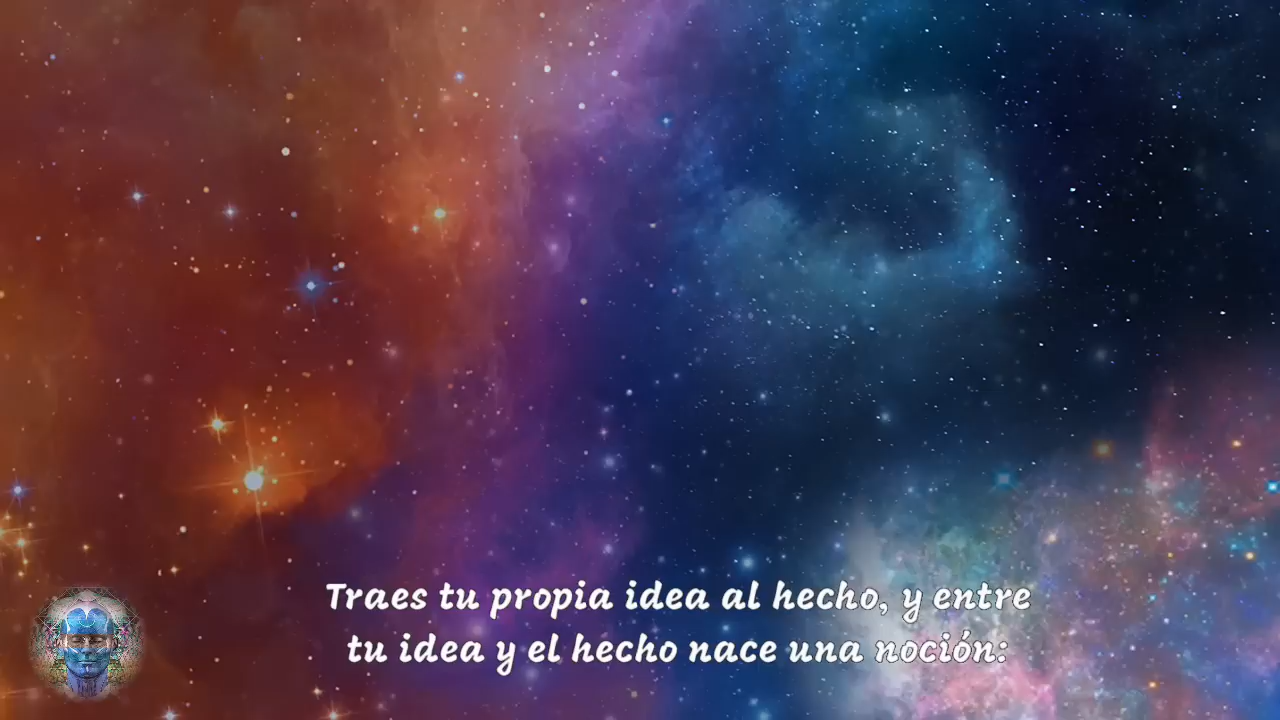 Traes tu propia idea al hecho, y entre
tu idea y el hecho nace una noción: